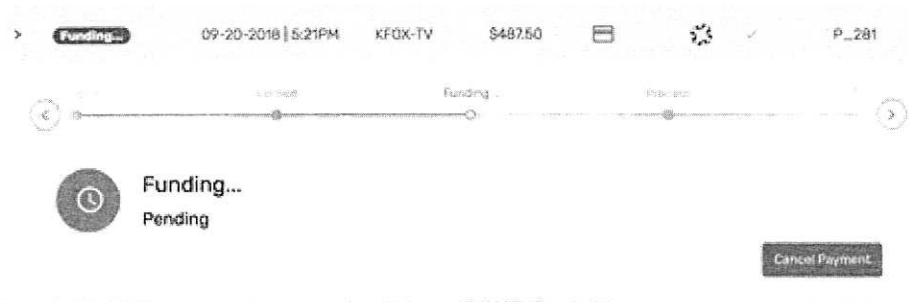 Funding... 09-20-2018 | 5:21PM KFOX-TV $487.50 P_281
Funding...
Funding...
Pending
Cancel Payment